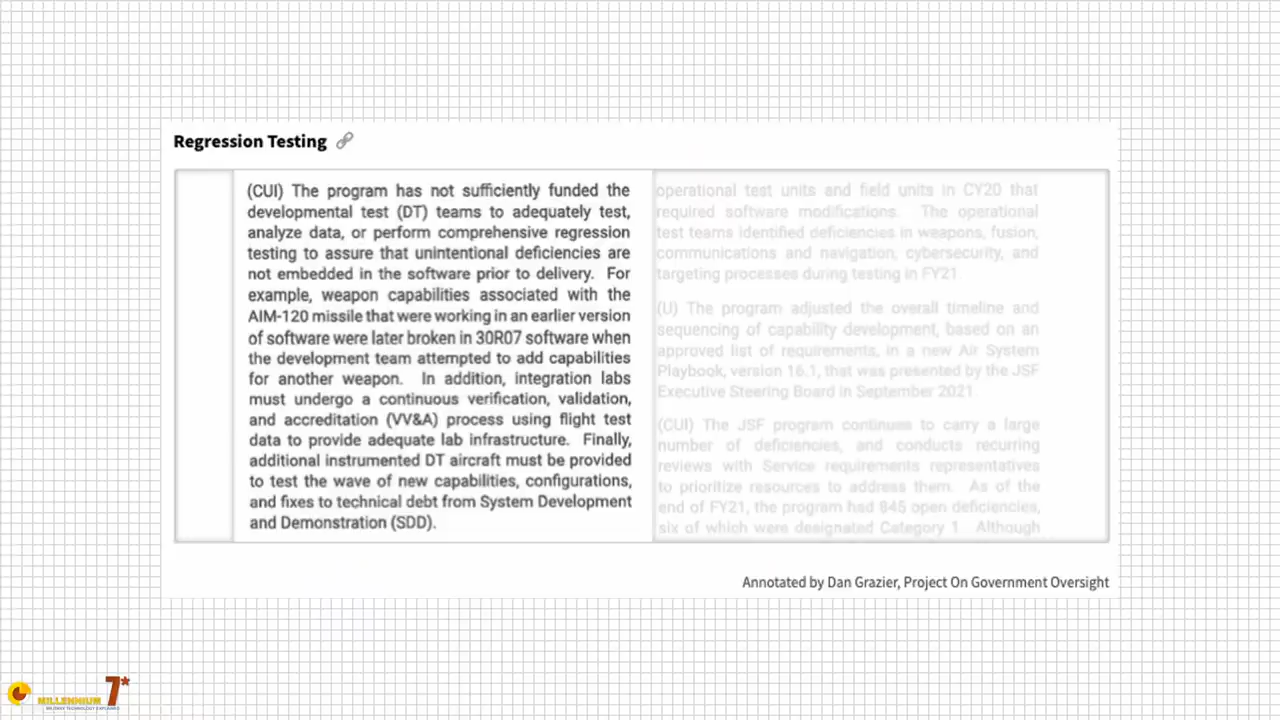 Regression Testing
(CUI) The program has not sufficiently funded the
developmental test (DT) teams to adequately test,
analyze data, or perform comprehensive regression
testing to assure that unintentional deficiencies are
not embedded in the software prior to delivery. For
example, weapon capabilities associated with the
AIM-120 missile that were working in an earlier version
of software were later broken in 30R07 software when
the development team attempted to add capabilities
for another weapon. In addition, integration labs
must undergo a continuous verification, validation,
and accreditation (VV&A) process using flight test
data to provide adequate lab infrastructure. Finally,
additional instrumented DT aircraft must be provided
to test the wave of new capabilities, configurations,
and fixes to technical debt from System Development
and Demonstration (SDD).
operational test units and field units in CY20 that
required software modifications. The operational
test teams identified deficiencies in weapons, fusion,
communications and navigation, cybersecurity, and
targeting processes during testing in FY21.
(U) The program adjusted the overall timeline and
sequencing of capability development, based on an
approved list of requirements, in a new Air System
Playbook, version 16.1, that was presented by the JSF
Executive Steering Board in September 2021.
(CUI) The JSF program continues to carry a large
number of deficiencies, and conducts recurring
reviews with Service requirements representatives
to prioritize resources to address them. As of the
end of FY21, the program had 845 open deficiencies,
six of which were designated Category 1. Although
Annotated by Dan Grazier, Project On Government Oversight
MILLENNIUM 7*